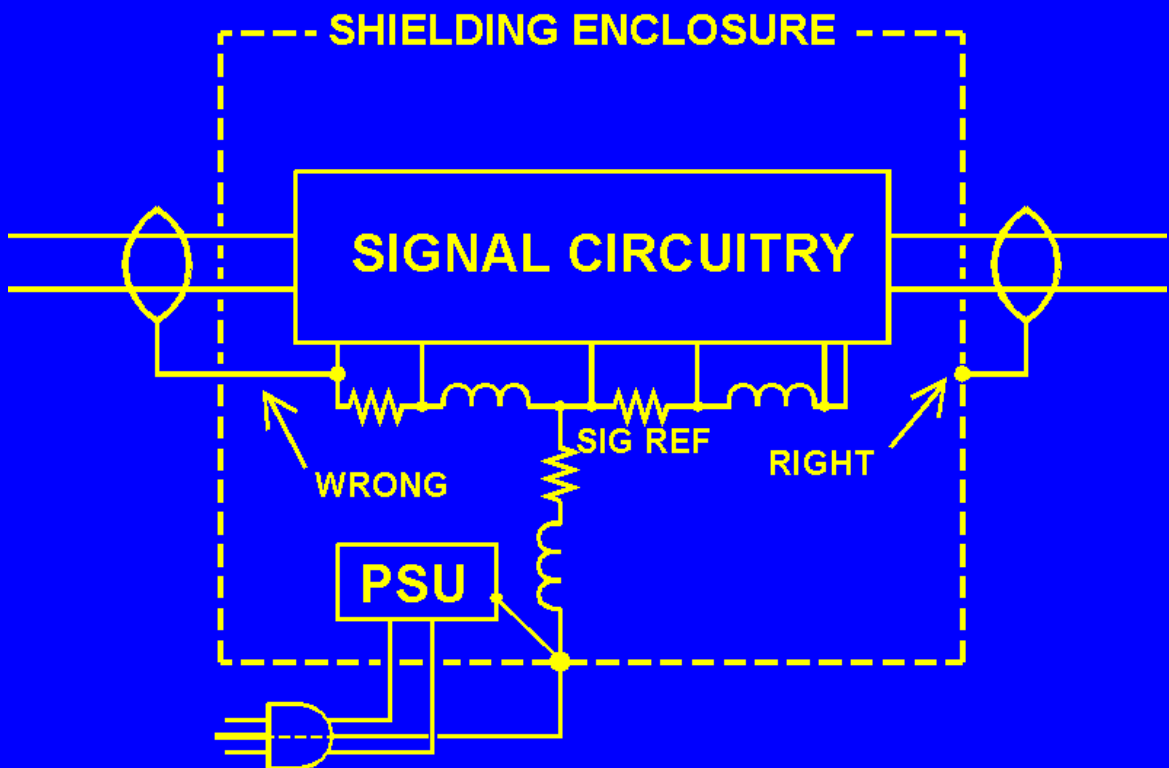 SHIELDING ENCLOSURE
SIGNAL CIRCUITRY
SIG REF
RIGHT
WRONG
PSU